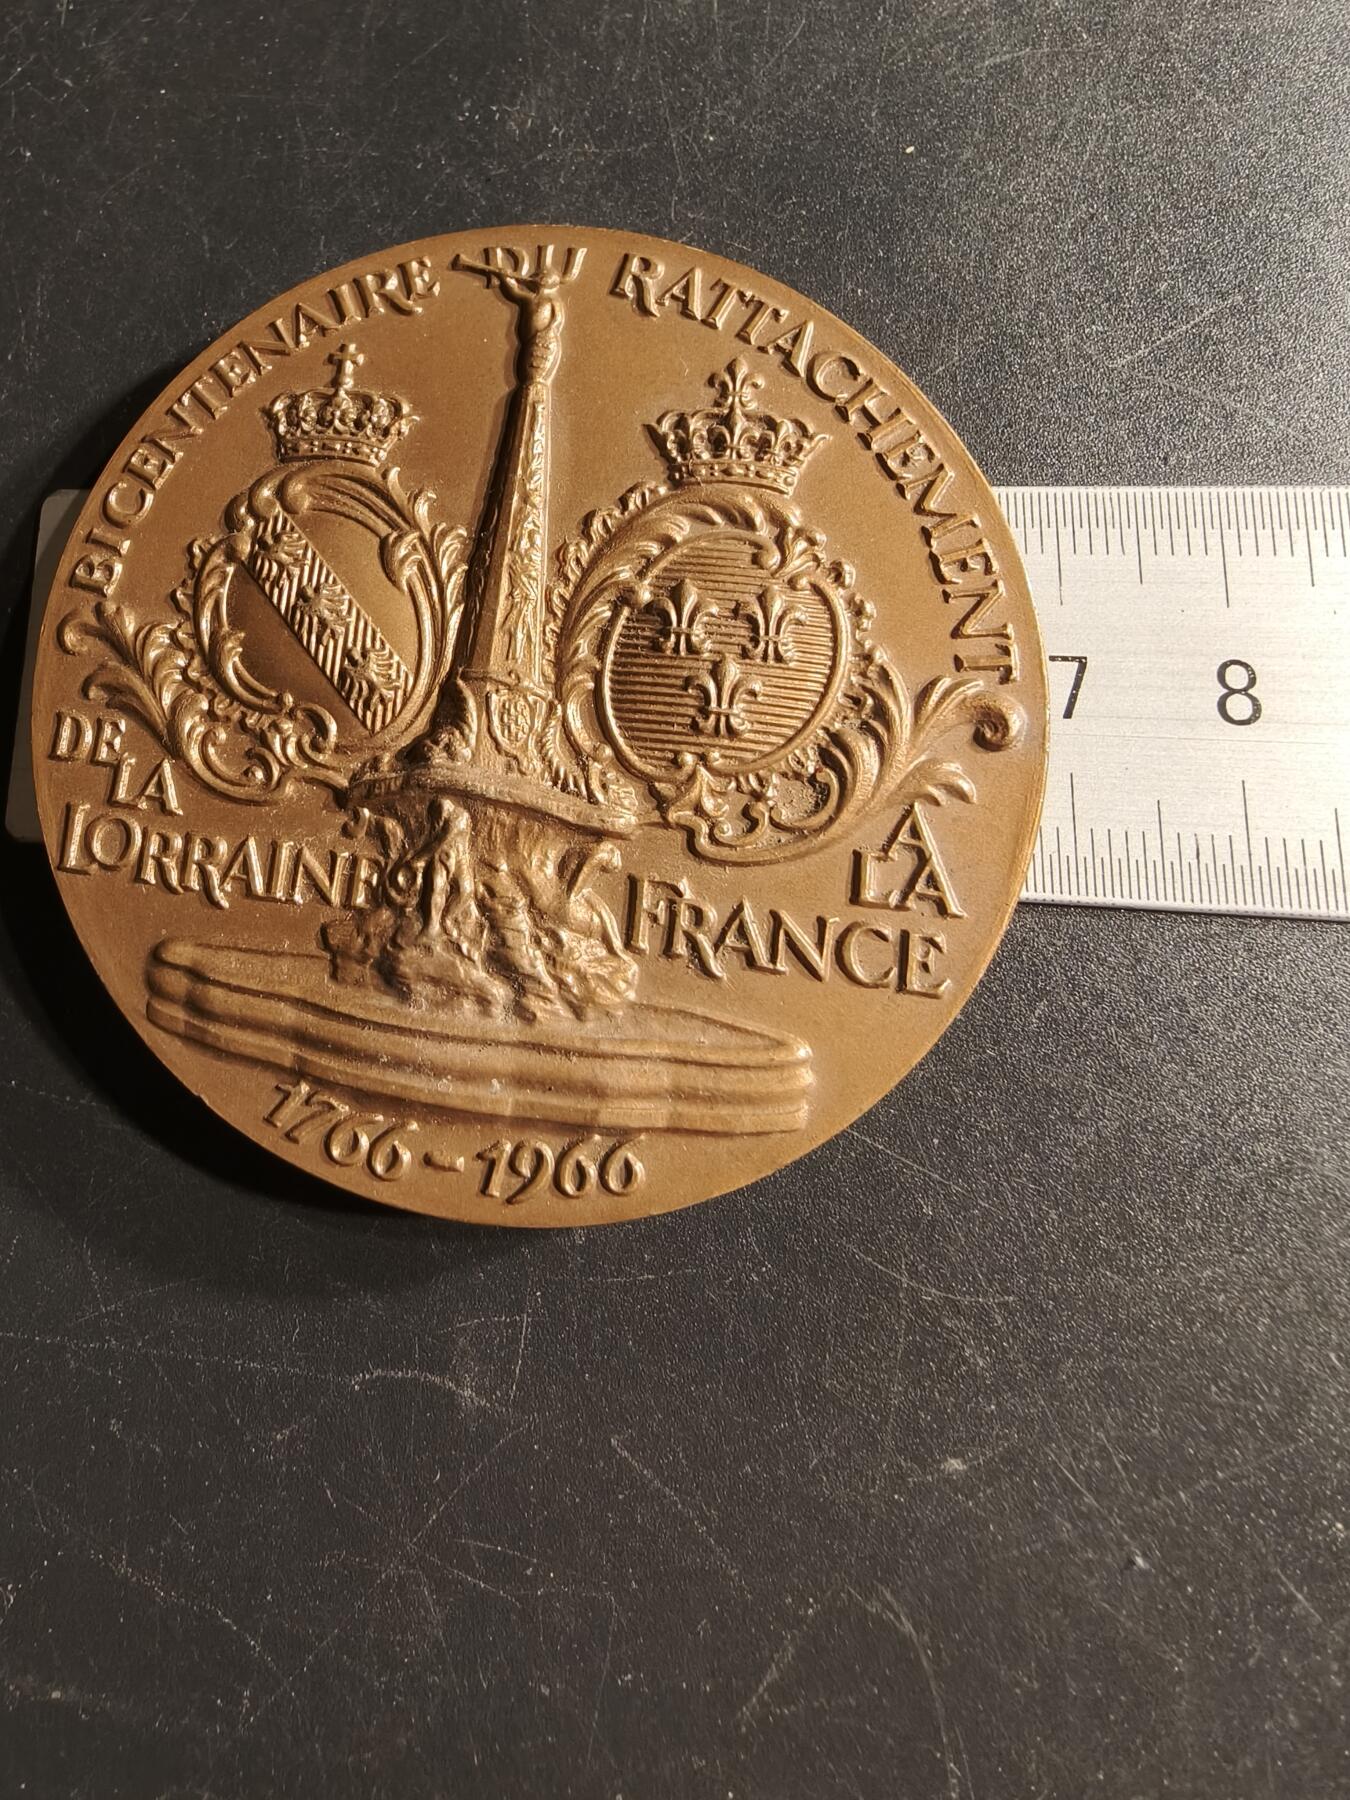 BICENTENAIRE DU RATTACHEMENT
DE
LA
LORRAINE
A
LA
FRANCE
1766-1966
7 8